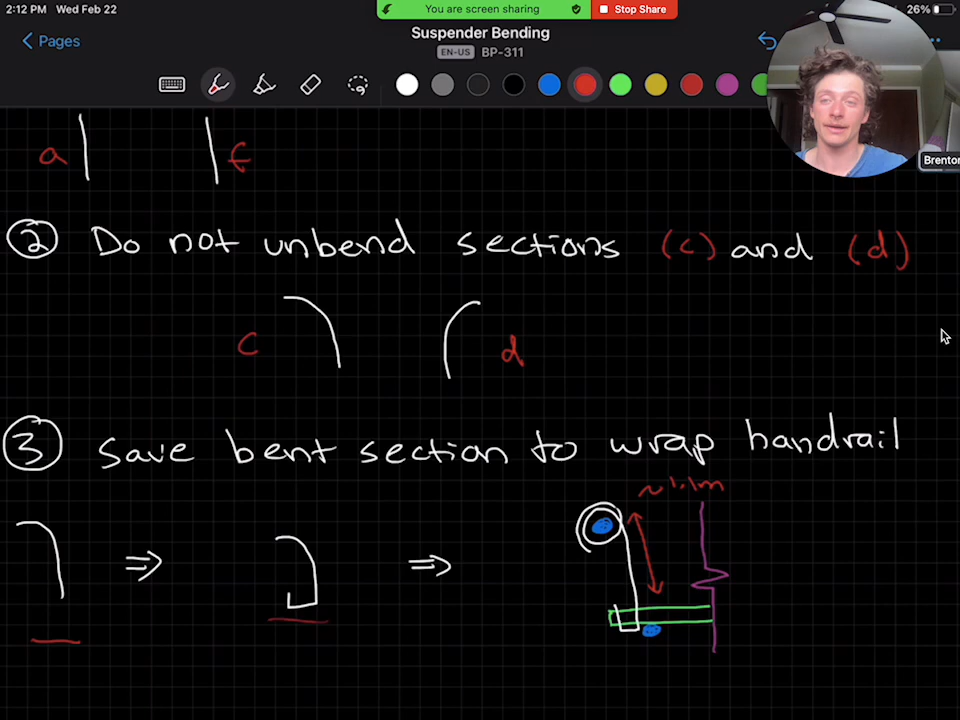 2:12 PM Wed Feb 22
You are screen sharing
Stop Share
26%
Pages
Suspender Bending
EN-US BP-311
Brenton
a f
② Do not unbend sections (c) and (d)
c d
③ Save bent section to wrap handrail
~1.1m
⇒ ⇒